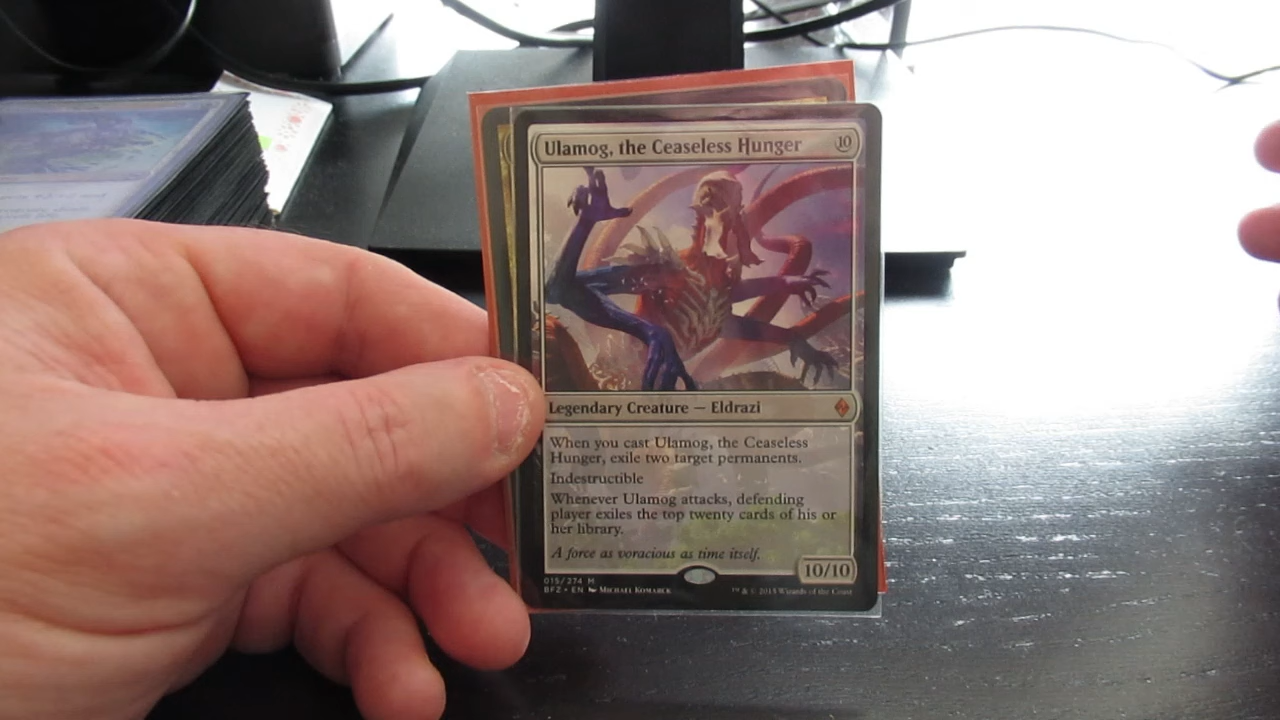 Ulamog, the Ceaseless Hunger 10
Legendary Creature — Eldrazi
When you cast Ulamog, the Ceaseless
Hunger, exile two target permanents.
Indestructible
Whenever Ulamog attacks, defending
player exiles the top twenty cards of his or
her library.
A force as voracious as time itself.
10/10
015/274 M
BFZ • EN Michael Komarck
™ & © 2015 Wizards of the Coast